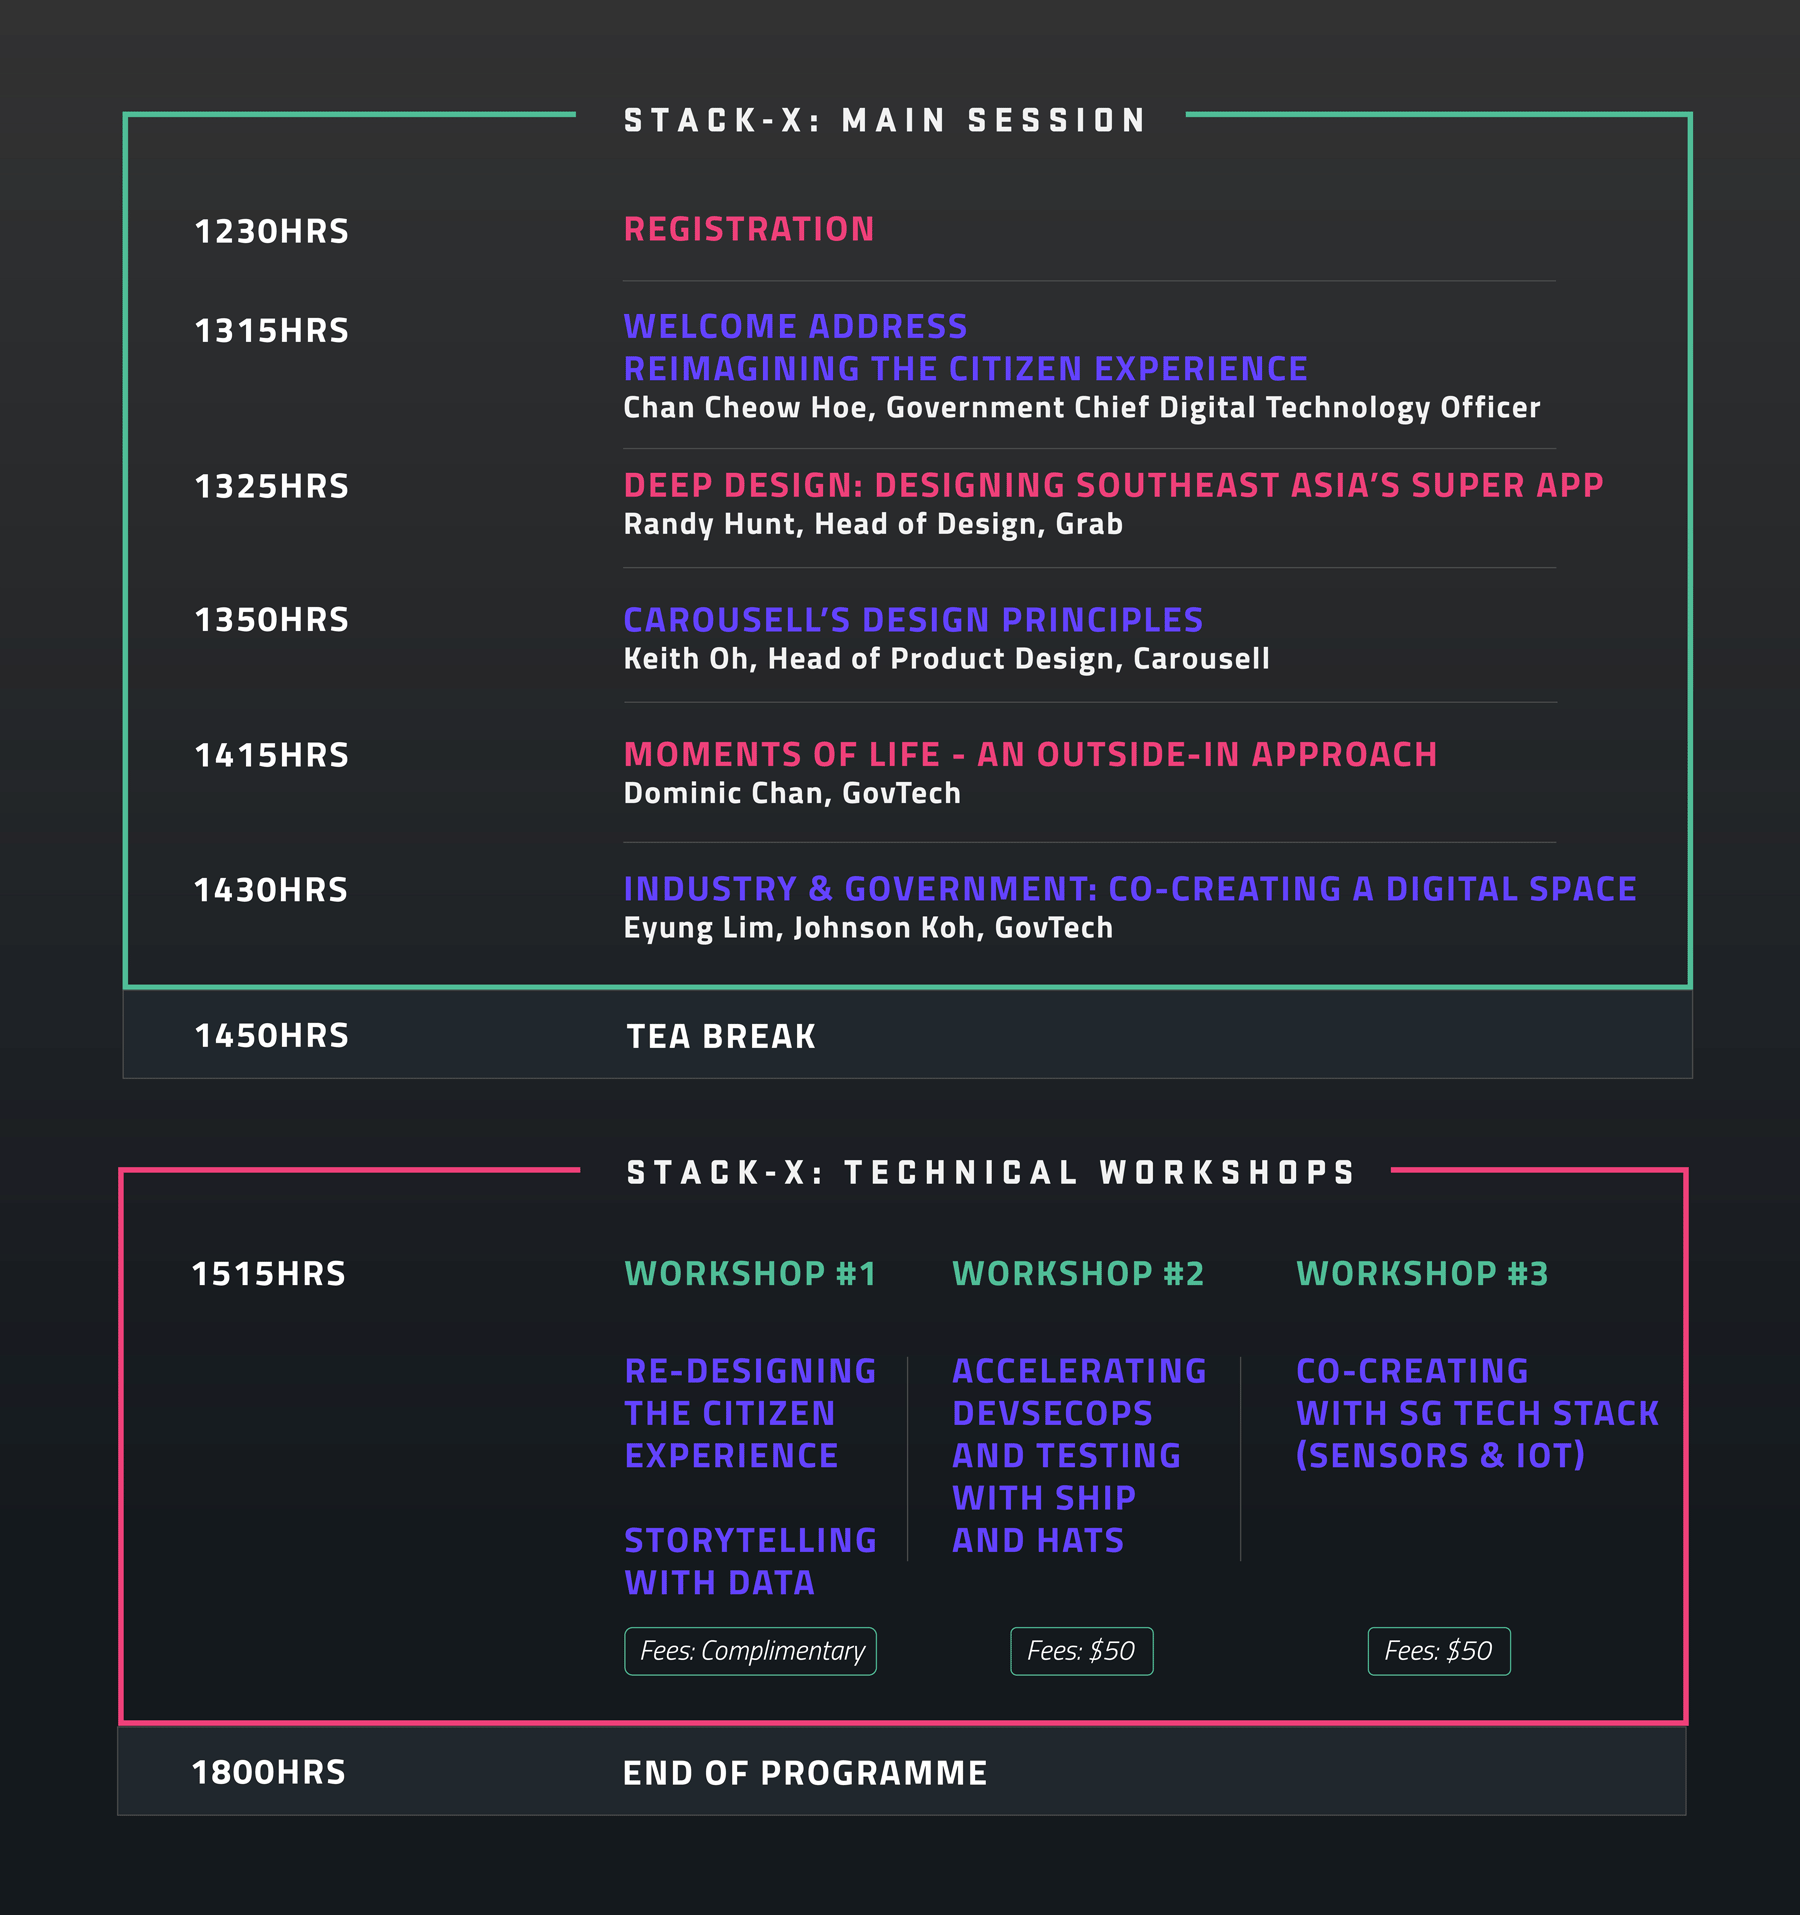 STACK-X: MAIN SESSION
1230HRS
REGISTRATION
1315HRS
WELCOME ADDRESS
REIMAGINING THE CITIZEN EXPERIENCE
Chan Cheow Hoe, Government Chief Digital Technology Officer
1325HRS
DEEP DESIGN: DESIGNING SOUTHEAST ASIA’S SUPER APP
Randy Hunt, Head of Design, Grab
1350HRS
CAROUSELL’S DESIGN PRINCIPLES
Keith Oh, Head of Product Design, Carousell
1415HRS
MOMENTS OF LIFE - AN OUTSIDE-IN APPROACH
Dominic Chan, GovTech
1430HRS
INDUSTRY & GOVERNMENT: CO-CREATING A DIGITAL SPACE
Eyung Lim, Johnson Koh, GovTech
1450HRS
TEA BREAK
STACK-X: TECHNICAL WORKSHOPS
1515HRS
WORKSHOP #1
RE-DESIGNING
THE CITIZEN
EXPERIENCE
STORYTELLING
WITH DATA
Fees: Complimentary
WORKSHOP #2
ACCELERATING
DEVSECOPS
AND TESTING
WITH SHIP
AND HATS
Fees: $50
WORKSHOP #3
CO-CREATING
WITH SG TECH STACK
(SENSORS & IOT)
Fees: $50
1800HRS
END OF PROGRAMME